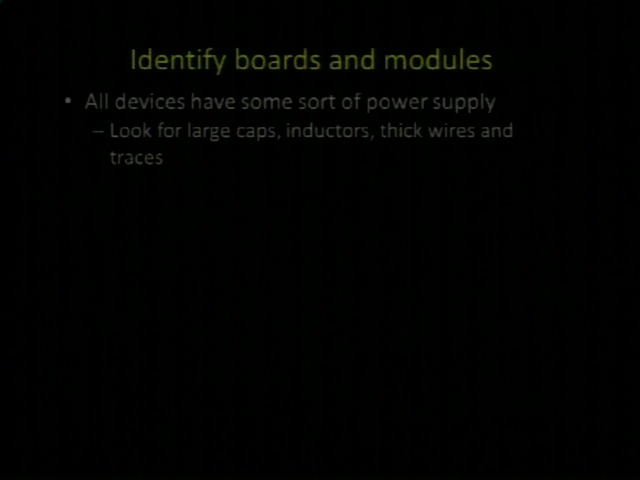 Identify boards and modules
• All devices have some sort of power supply
– Look for large caps, inductors, thick wires and
traces